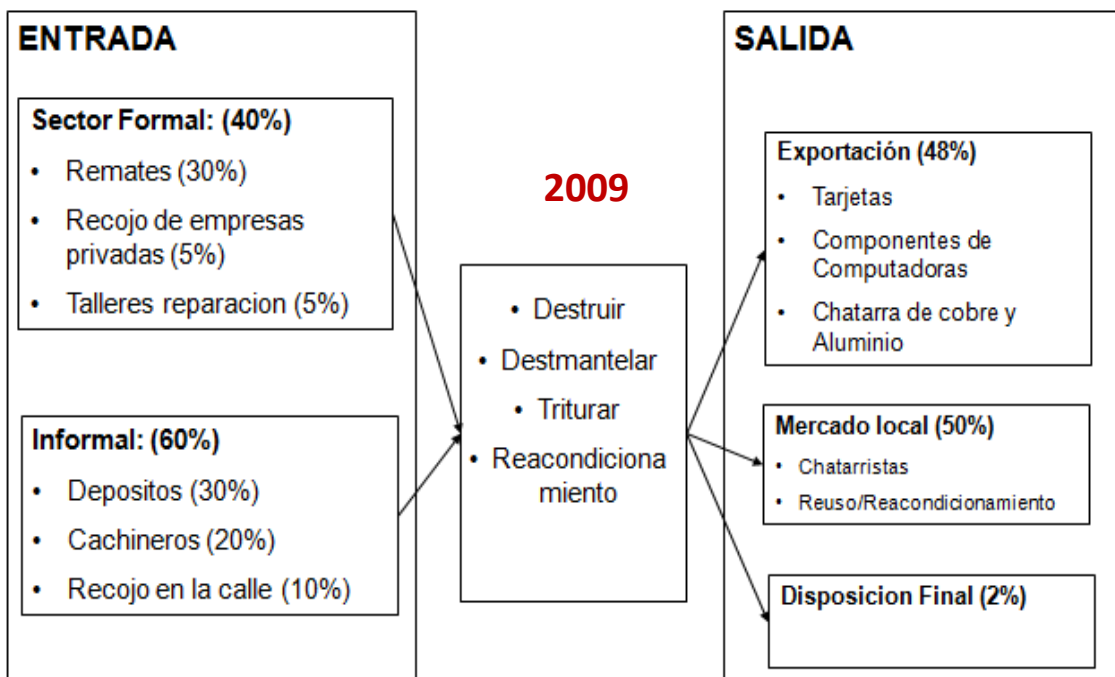 ENTRADA
Sector Formal: (40%)
• Remates (30%)
• Recojo de empresas
privadas (5%)
• Talleres reparacion (5%)
Informal: (60%)
• Depositos (30%)
• Cachineros (20%)
• Recojo en la calle (10%)
2009
• Destruir
• Destmantelar
• Triturar
• Reacondiciona
miento
SALIDA
Exportación (48%)
• Tarjetas
• Componentes de
Computadoras
• Chatarra de cobre y
Aluminio
Mercado local (50%)
• Chatarristas
• Reuso/Reacondicionamiento
Disposicion Final (2%)